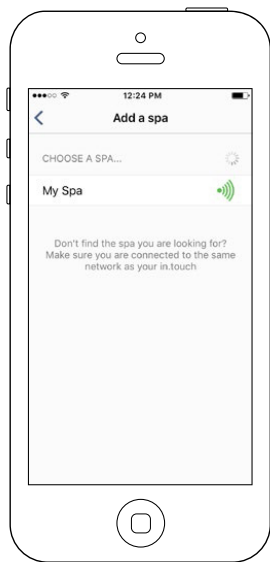 12:24 PM
Add a spa
CHOOSE A SPA...
My Spa
Don't find the spa you are looking for?
Make sure you are connected to the same
network as your in.touch